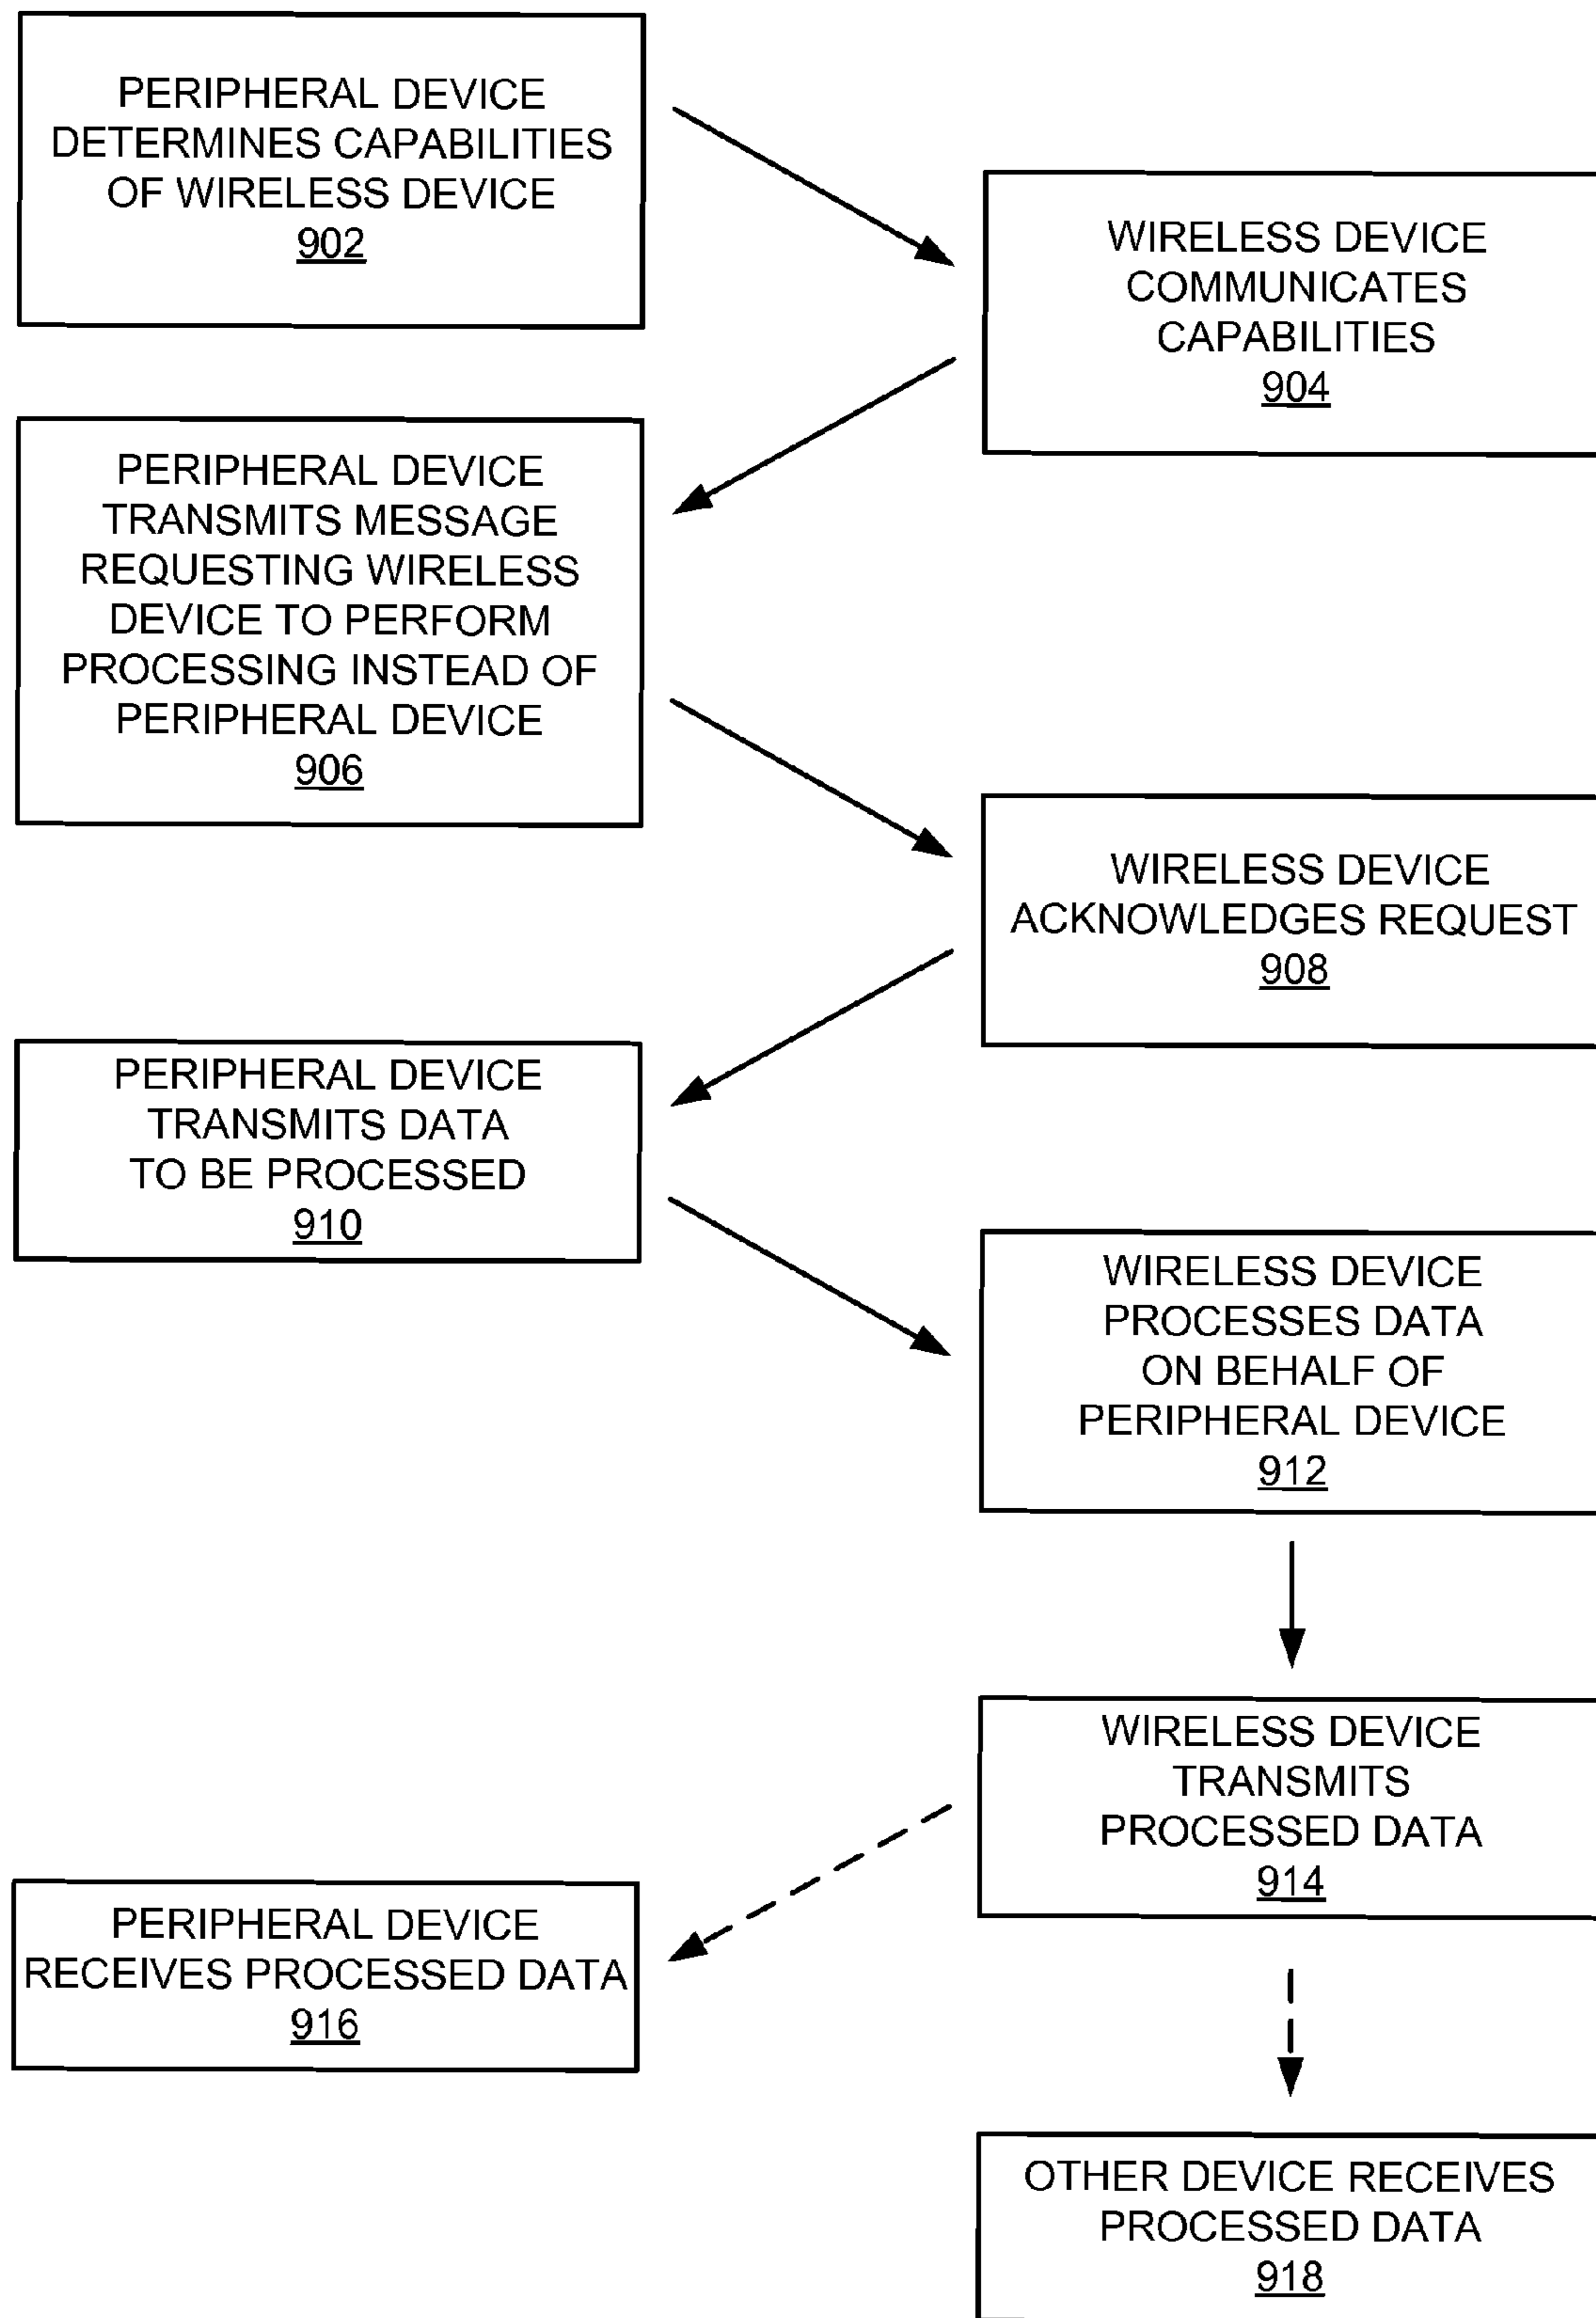 PERIPHERAL DEVICE
DETERMINES CAPABILITIES
OF WIRELESS DEVICE
902
WIRELESS DEVICE
COMMUNICATES
CAPABILITIES
904
PERIPHERAL DEVICE
TRANSMITS MESSAGE
REQUESTING WIRELESS
DEVICE TO PERFORM
PROCESSING INSTEAD OF
PERIPHERAL DEVICE
906
WIRELESS DEVICE
ACKNOWLEDGES REQUEST
908
PERIPHERAL DEVICE
TRANSMITS DATA
TO BE PROCESSED
910
WIRELESS DEVICE
PROCESSES DATA
ON BEHALF OF
PERIPHERAL DEVICE
912
WIRELESS DEVICE
TRANSMITS
PROCESSED DATA
914
PERIPHERAL DEVICE
RECEIVES PROCESSED DATA
916
OTHER DEVICE RECEIVES
PROCESSED DATA
918